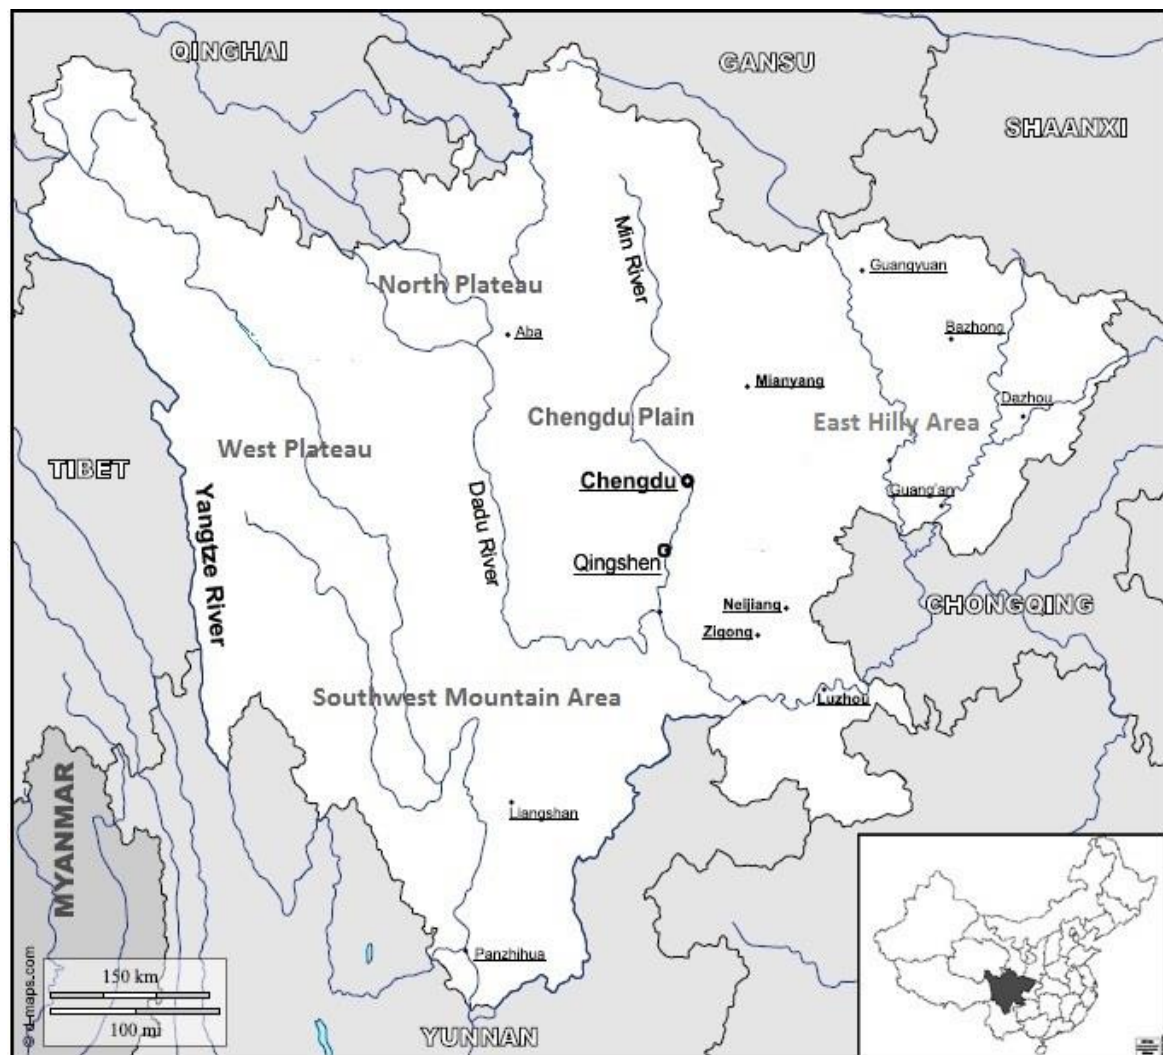 QINGHAI
GANSU
SHAANXI
Min River
Guangyuan
North Plateau
Aba
Bazhong
Mianyang
Dazhou
Chengdu Plain
East Hilly Area
West Plateau
TIBET
Chengdu
Guang'an
Yangtze River
Dadu River
Qingshen
Neijiang
CHONGQING
Zigong
Southwest Mountain Area
Luzhou
MYANMAR
Liangshan
Panzhihua
150 km
100 mi
© d-maps.com
YUNNAN